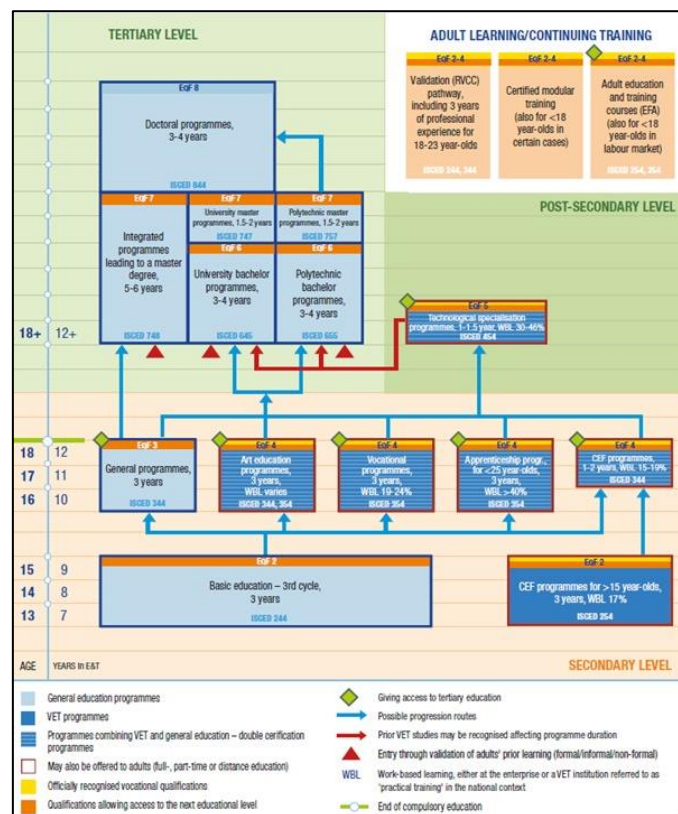 TERTIARY LEVEL
ADULT LEARNING/CONTINUING TRAINING
EQF 2-4
Validation (RVCC)
pathway,
including 3 years
of professional
experience for
18-23 year-olds
ISCED 244, 344
EQF 2-4
Certified modular
training
(also for <18
year-olds in
certain cases)
EQF 2-4
Adult education
and training
courses (EFA)
(also for <18
year-olds in
labour market)
ISCED 254, 354
EQF 8
Doctoral programmes,
3-4 years
ISCED 844
POST-SECONDARY LEVEL
EQF 7
Integrated
programmes
leading to a master
degree,
5-6 years
ISCED 748
EQF 7
University master
programmes, 1.5-2 years
ISCED 747
EQF 7
Polytechnic master
programmes, 1.5-2 years
ISCED 757
EQF 6
University bachelor
programmes,
3-4 years
ISCED 645
EQF 6
Polytechnic
bachelor
programmes,
3-4 years
ISCED 655
EQF 5
Technological specialisation
programmes, 1-1.5 year, WBL 30-46%
ISCED 454
18+ 12+
18 12
17 11
16 10
EQF 3
General programmes,
3 years
ISCED 344
EQF 4
Art education
programmes,
3 years,
WBL varies
ISCED 344, 354
EQF 4
Vocational
programmes,
3 years,
WBL 19-24%
ISCED 354
EQF 4
Apprenticeship progr.,
for <25 year-olds,
3 years,
WBL >40%
ISCED 354
EQF 4
CEF programmes,
1-2 years, WBL 15-19%
ISCED 344
15 9
14 8
13 7
EQF 2
Basic education – 3rd cycle,
3 years
ISCED 244
EQF 2
CEF programmes for >15 year-olds,
3 years, WBL 17%
ISCED 254
AGE YEARS In E&T
SECONDARY LEVEL
General education programmes
VET programmes
Programmes combining VET and general education – double cerification
programmes
May also be offered to adults (full-, part-time or distance education)
Officially recognised vocational qualifications
Qualifications allowing access to the next educational level
Giving access to tertiary education
Possible progression routes
Prior VET studies may be recognised affecting programme duration
Entry through validation of adults' prior learning (formal/informal/non-formal)
WBL Work-based learning, either at the enterprise or a VET institution referred to as
'practical training' in the national context
End of compulsory education